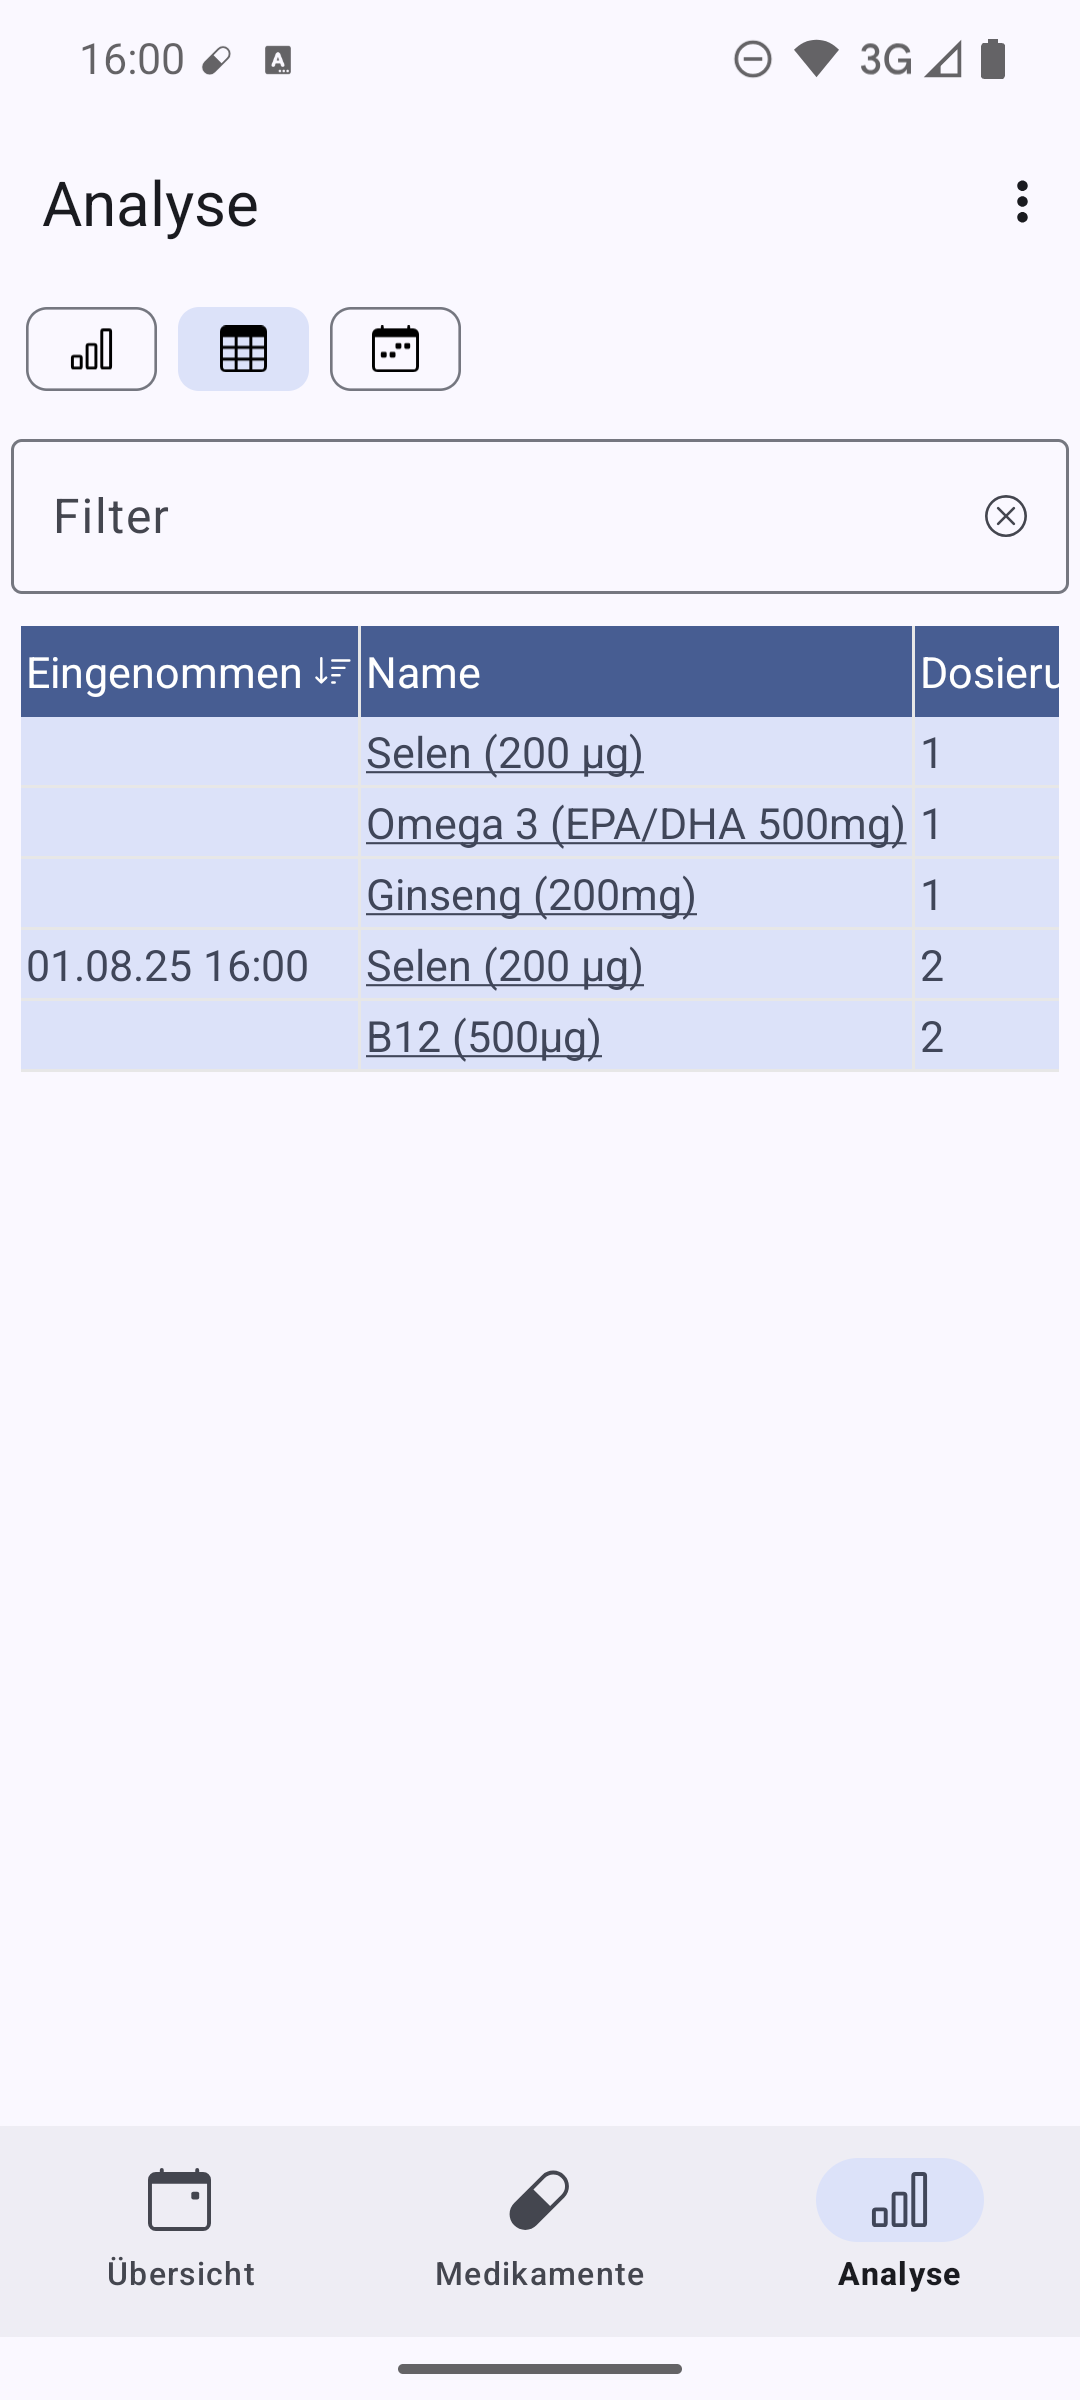 16:00 3G
Analyse
Filter
Eingenommen Name Dosieru
Selen (200 µg) 1
Omega 3 (EPA/DHA 500mg) 1
Ginseng (200mg) 1
01.08.25 16:00 Selen (200 µg) 2
B12 (500µg) 2
Übersicht Medikamente Analyse